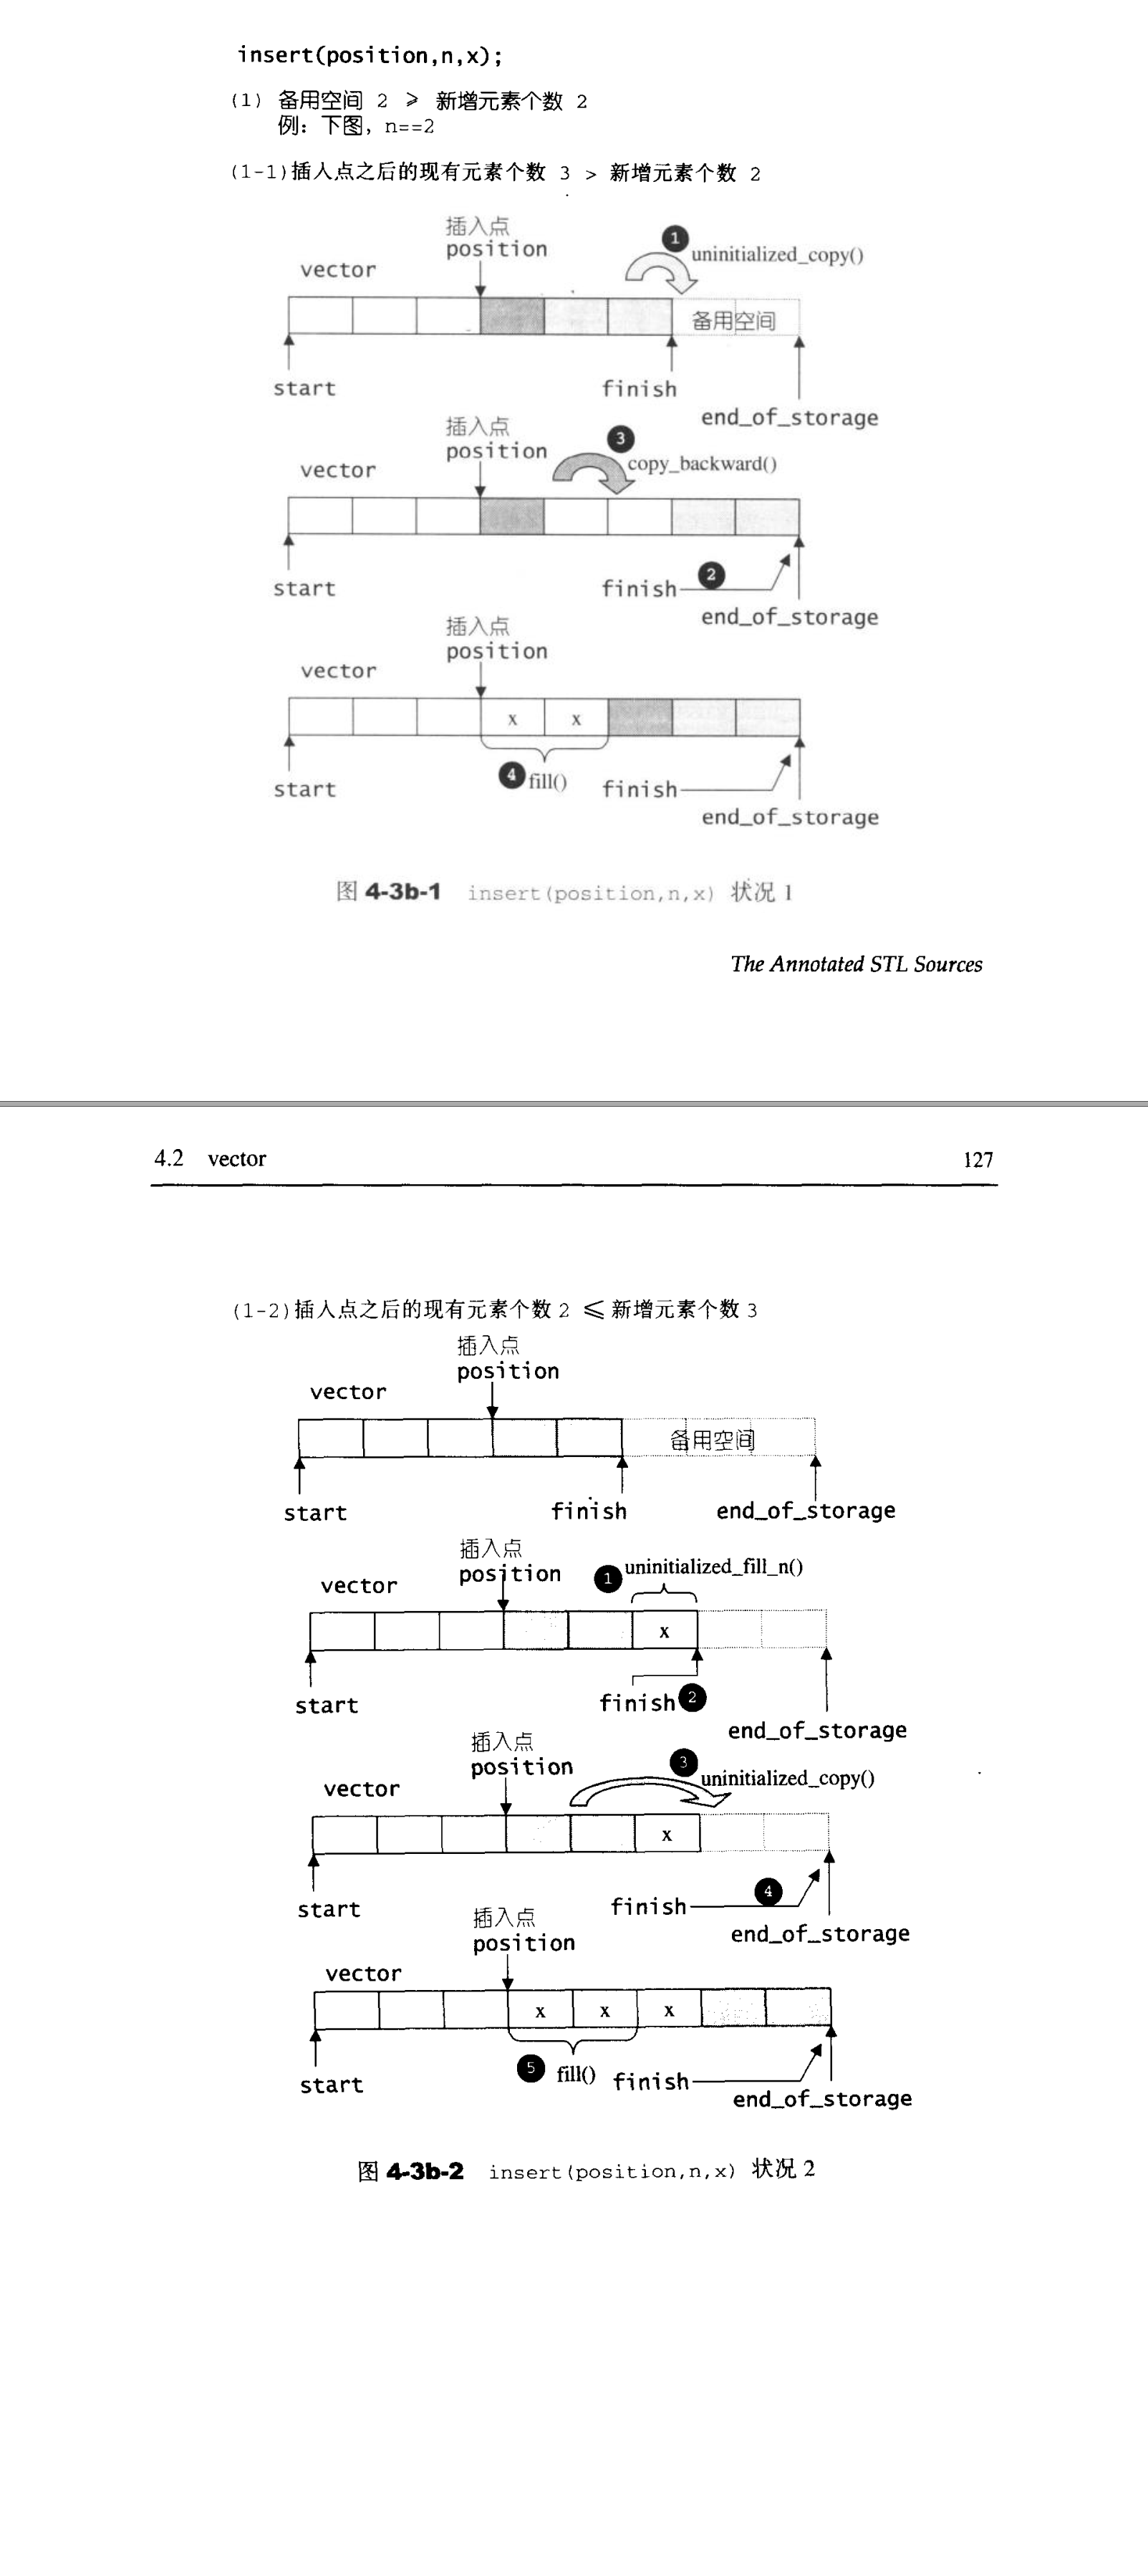 insert(position,n,x);
(1) 备用空间 2 ≥ 新增元素个数 2
例: 下图, n==2
(1-1)插入点之后的现有元素个数 3 > 新增元素个数 2
插入点
position
vector
1
uninitialized_copy()
备用空间
start
finish
end_of_storage
插入点
position
vector
3
copy_backward()
start
finish
2
end_of_storage
插入点
position
vector
x x
start
4 fill()
finish
end_of_storage
图 4-3b-1 insert(position,n,x) 状况 1
The Annotated STL Sources
4.2 vector 127
(1-2)插入点之后的现有元素个数 2 ≤ 新增元素个数 3
插入点
position
vector
备用空间
start
finish
end_of_storage
插入点
position
vector
1 uninitialized_fill_n()
x
start
finish 2
end_of_storage
插入点
position
vector
3
uninitialized_copy()
x
start
finish
4
end_of_storage
插入点
position
vector
x x x
start
5 fill()
finish
end_of_storage
图 4-3b-2 insert(position,n,x) 状况 2